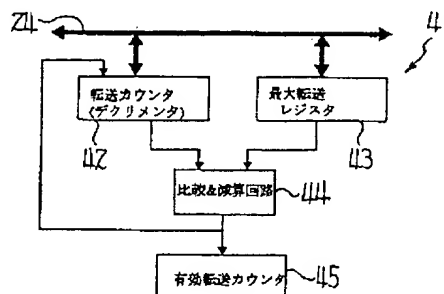 24
4
転送カウンタ
(デクリメンタ)
42
最大転送
レジスタ
43
比較&減算回路
44
有効転送カウンタ
45